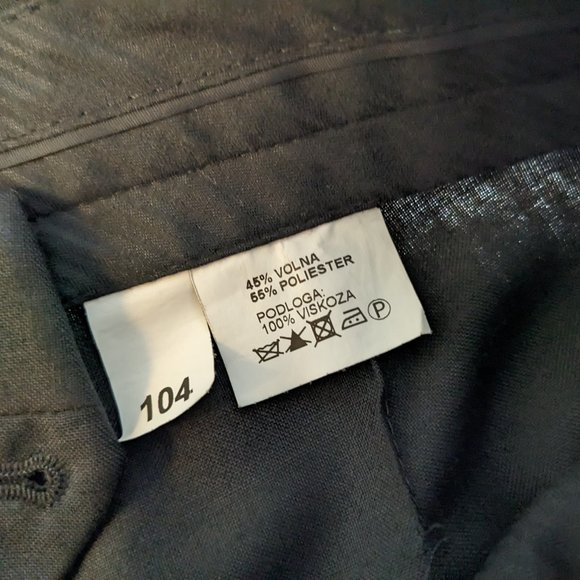 104
45% VOLNA
55% POLIESTER
PODLOGA:
100% VISKOZA
P